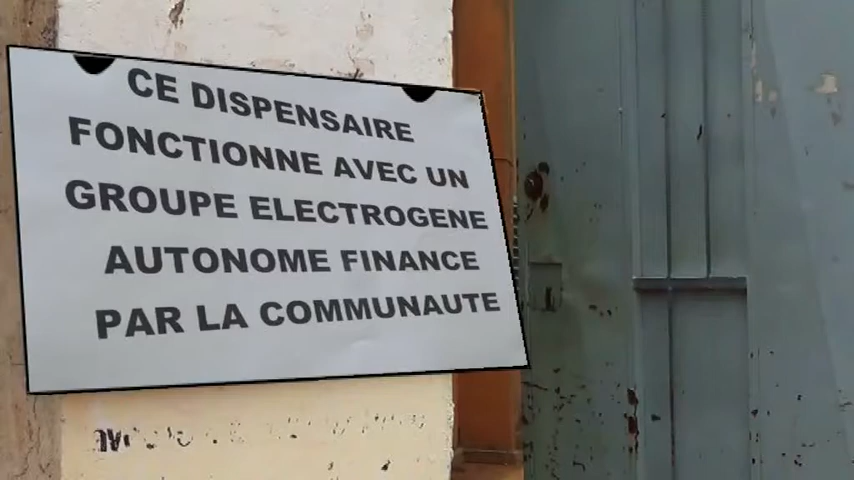 CE DISPENSAIRE
FONCTIONNE AVEC UN
GROUPE ELECTROGENE
AUTONOME FINANCE
PAR LA COMMUNAUTE